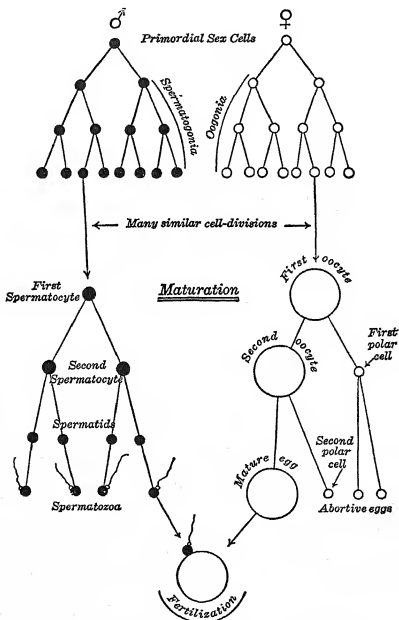 ♂
♀
Primordial Sex Cells
Spermatogonia
Oogonia
Many similar cell-divisions
First
Spermatocyte
Maturation
First oocyte
Second
Spermatocyte
Second oocyte
First
polar
cell
Spermatids
Second
polar
cell
Mature egg
Spermatozoa
Abortive eggs
Fertilization